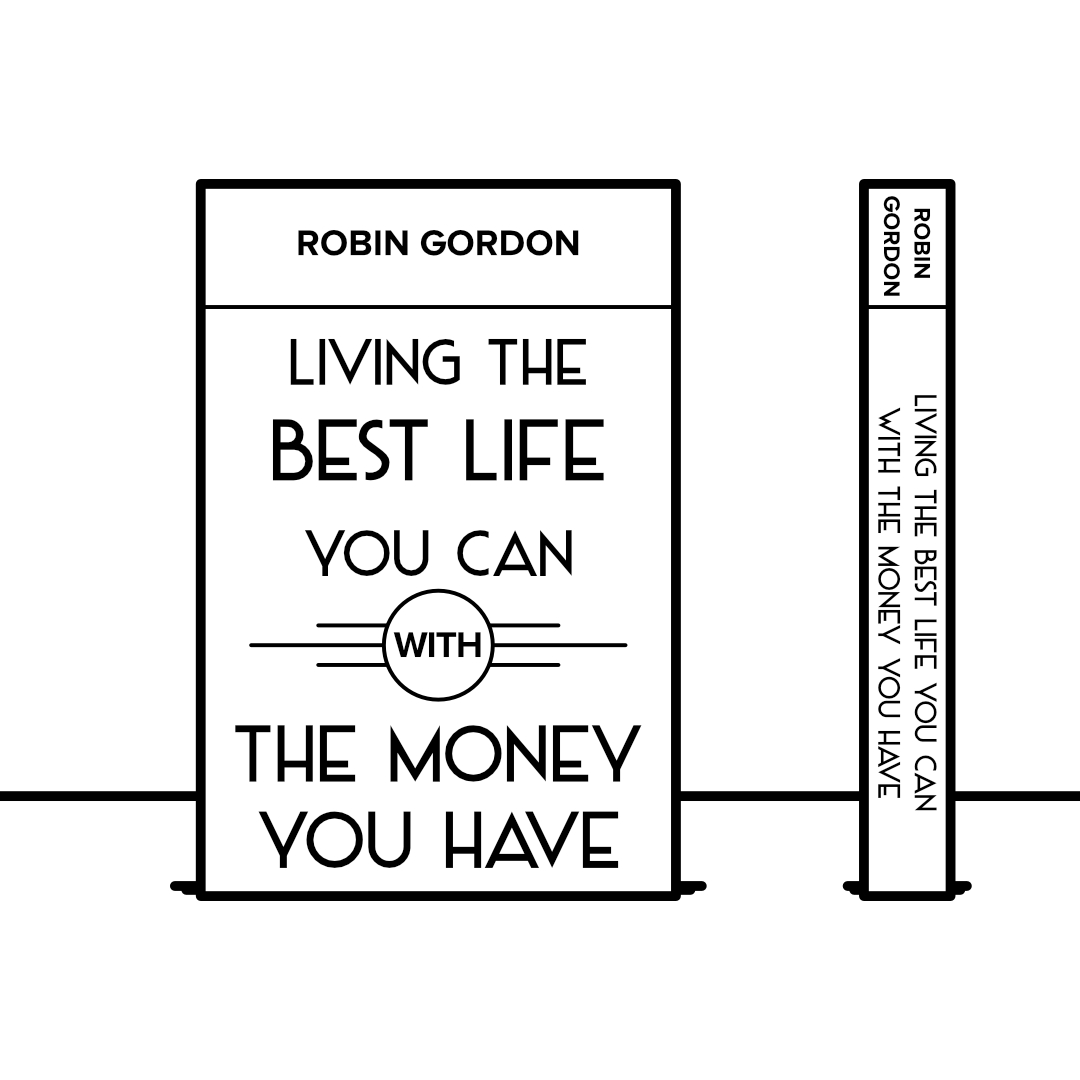 ROBIN GORDON
LIVING THE
BEST LIFE
YOU CAN
WITH
THE MONEY
YOU HAVE
ROBIN
GORDON
LIVING THE BEST LIFE YOU CAN
WITH THE MONEY YOU HAVE